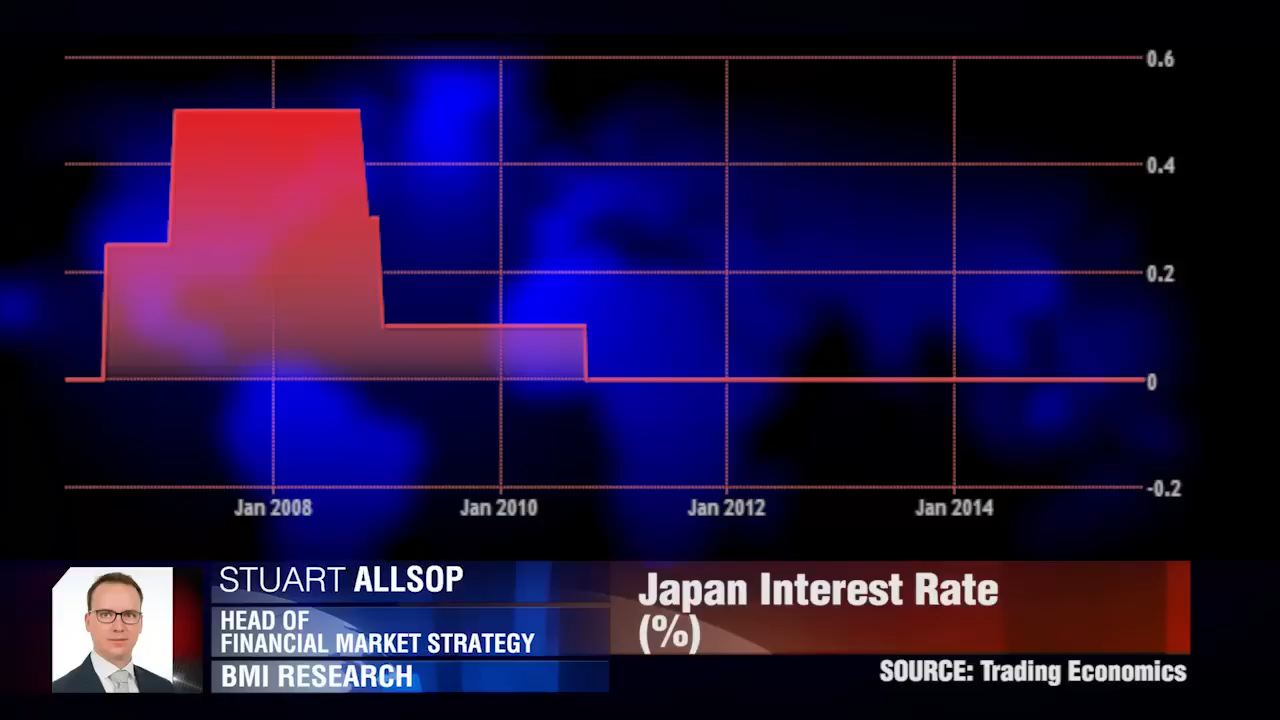 0.6
0.4
0.2
0
-0.2
Jan 2008 Jan 2010 Jan 2012 Jan 2014
STUART ALLSOP
HEAD OF
FINANCIAL MARKET STRATEGY
BMI RESEARCH
Japan Interest Rate
(%)
SOURCE: Trading Economics